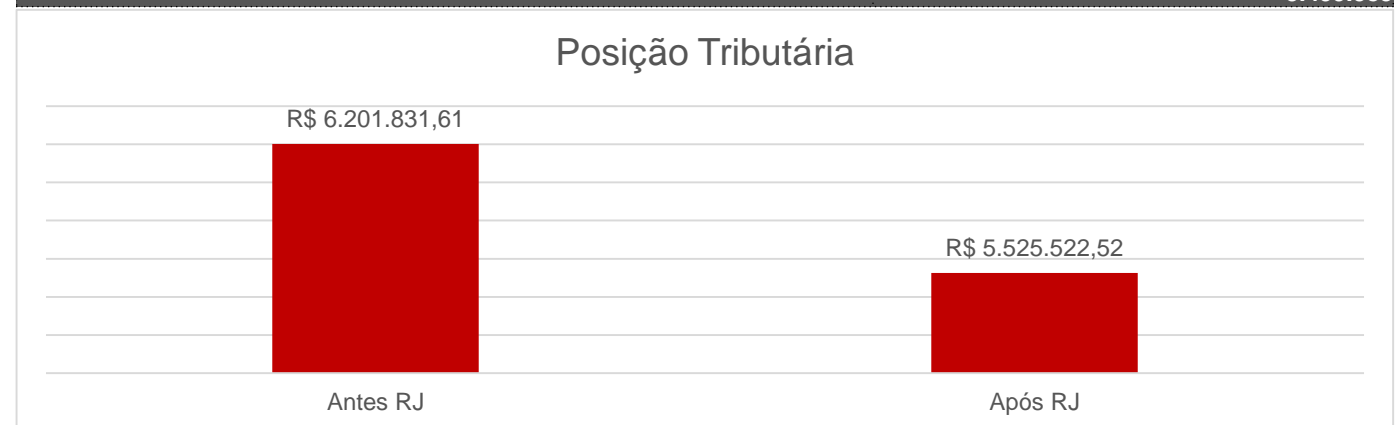 Posição Tributária
R$ 6.201.831,61
R$ 5.525.522,52
Antes RJ
Após RJ